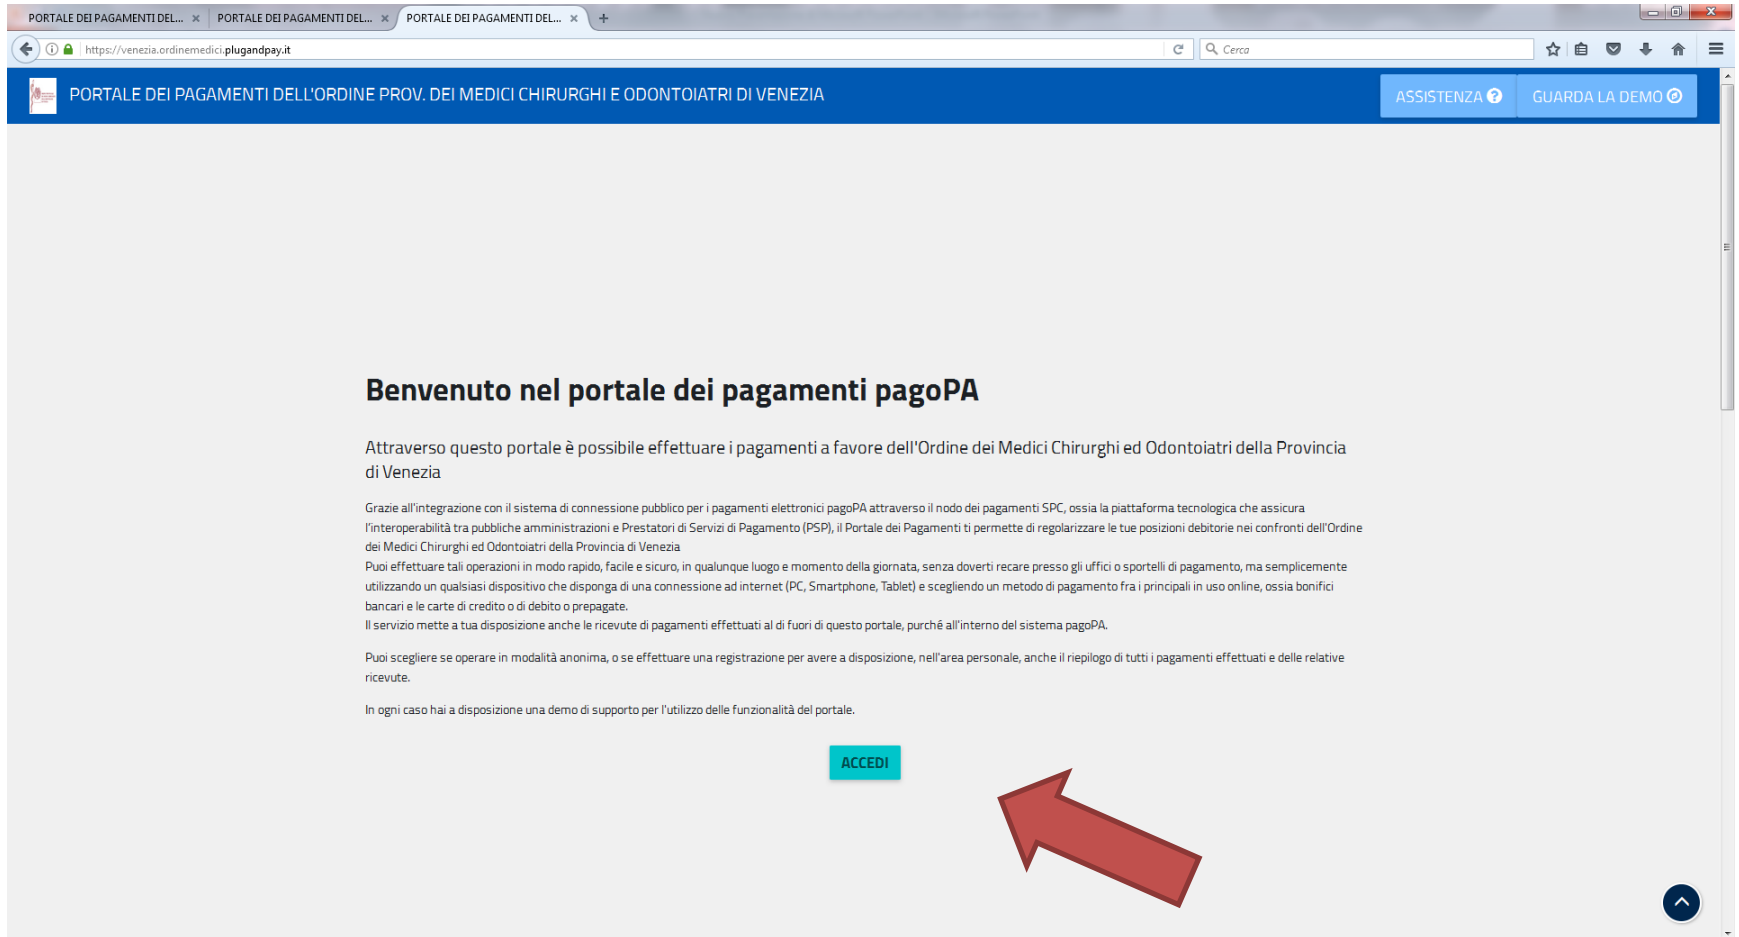 PORTALE DEI PAGAMENTI DEL... PORTALE DEI PAGAMENTI DEL... PORTALE DEI PAGAMENTI DEL...
https://venezia.ordinemedici.plugandpay.it Cerca
PORTALE DEI PAGAMENTI DELL'ORDINE PROV. DEI MEDICI CHIRURGHI E ODONTOIATRI DI VENEZIA ASSISTENZA GUARDA LA DEMO
Benvenuto nel portale dei pagamenti pagoPA
Attraverso questo portale è possibile effettuare i pagamenti a favore dell'Ordine dei Medici Chirurghi ed Odontoiatri della Provincia
di Venezia
Grazie all'integrazione con il sistema di connessione pubblico per i pagamenti elettronici pagoPA attraverso il nodo dei pagamenti SPC, ossia la piattaforma tecnologica che assicura
l'interoperabilità tra pubbliche amministrazioni e Prestatori di Servizi di Pagamento (PSP), il Portale dei Pagamenti ti permette di regolarizzare le tue posizioni debitorie nei confronti dell'Ordine
dei Medici Chirurghi ed Odontoiatri della Provincia di Venezia
Puoi effettuare tali operazioni in modo rapido, facile e sicuro, in qualunque luogo e momento della giornata, senza doverti recare presso gli uffici o sportelli di pagamento, ma semplicemente
utilizzando un qualsiasi dispositivo che disponga di una connessione ad internet (PC, Smartphone, Tablet) e scegliendo un metodo di pagamento fra i principali in uso online, ossia bonifici
bancari e le carte di credito o di debito o prepagate.
Il servizio mette a tua disposizione anche le ricevute di pagamenti effettuati al di fuori di questo portale, purché all'interno del sistema pagoPA.
Puoi scegliere se operare in modalità anonima, o se effettuare una registrazione per avere a disposizione, nell'area personale, anche il riepilogo di tutti i pagamenti effettuati e delle relative
ricevute.
In ogni caso hai a disposizione una demo di supporto per l'utilizzo delle funzionalità del portale.
ACCEDI